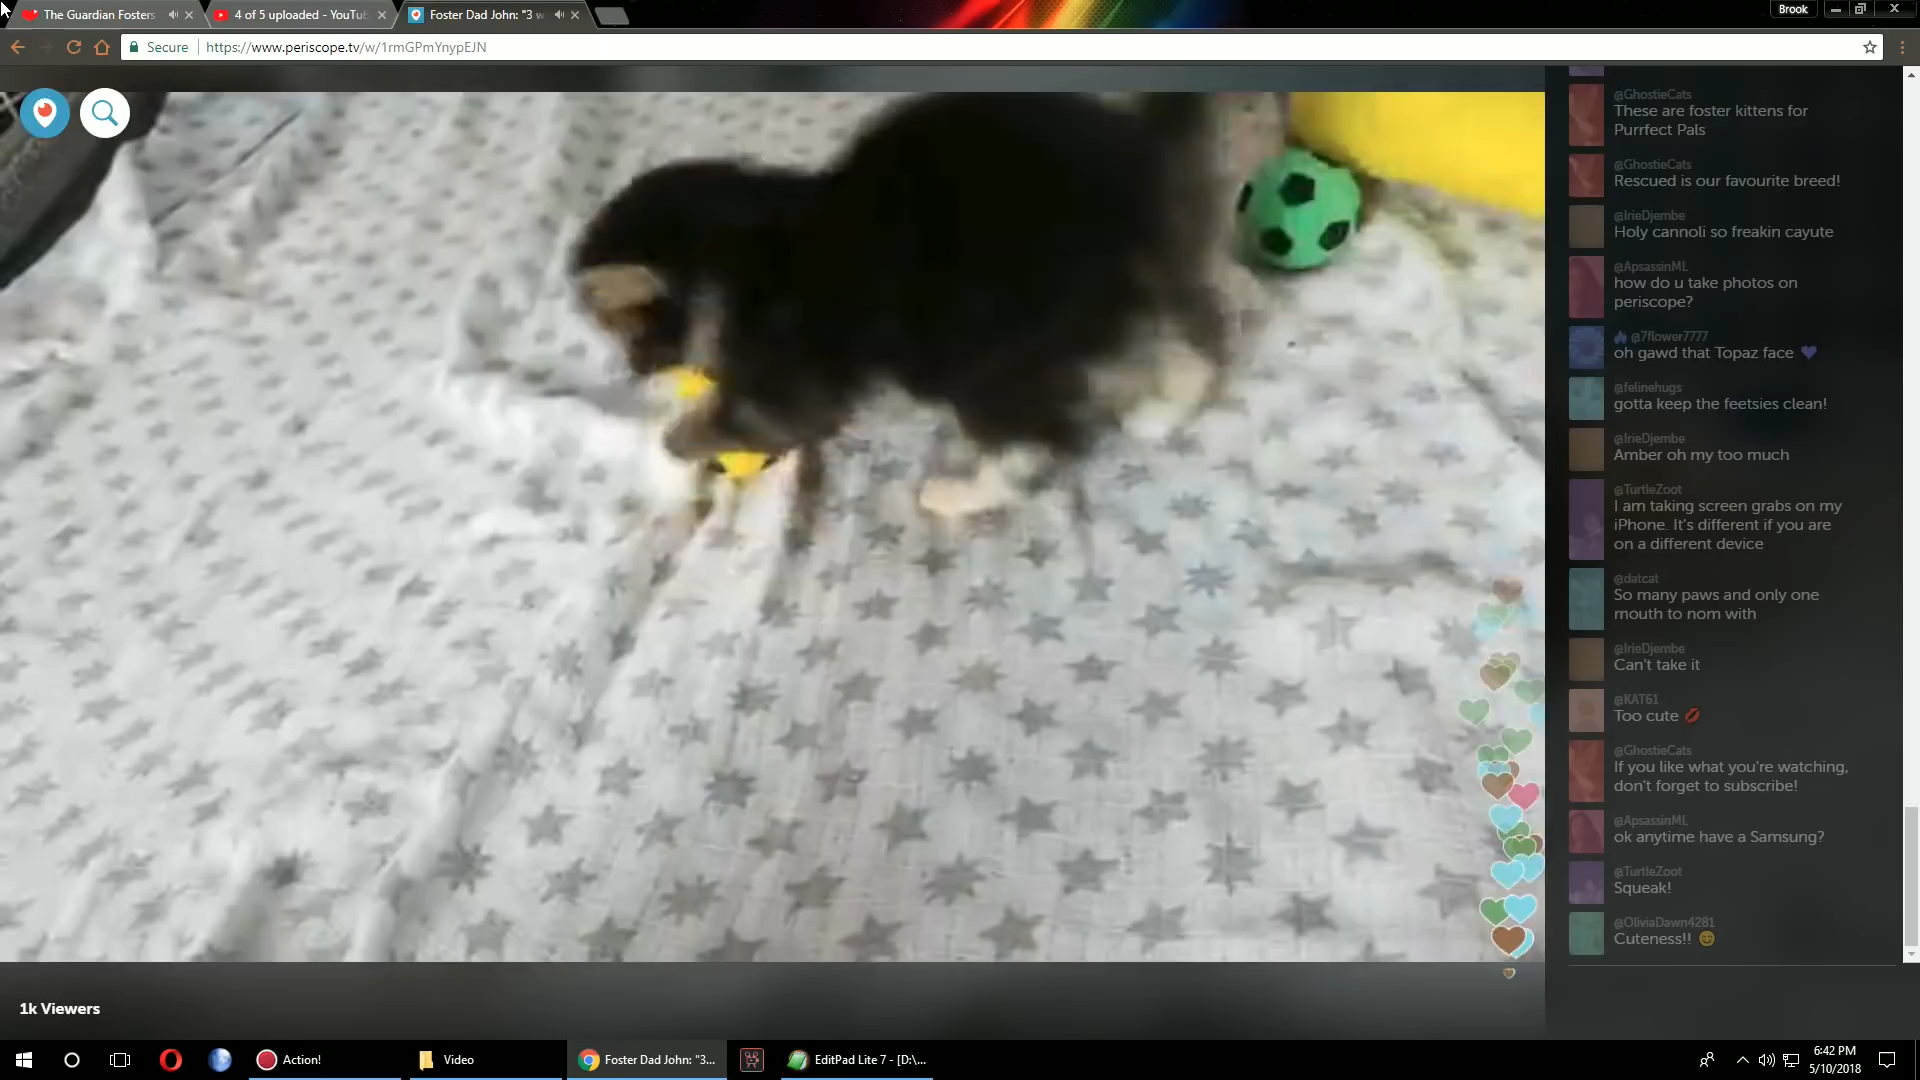 The Guardian Fosters
4 of 5 uploaded - YouTub
Foster Dad John: "3 w
Brook
Secure
https://www.periscope.tv/w/1rmGPmYnypEJN
@GhostieCats
These are foster kittens for
Purrfect Pals
@GhostieCats
Rescued is our favourite breed!
@IrieDjembe
Holy cannoli so freakin cayute
@ApsassinML
how do u take photos on
periscope?
@7flower7777
oh gawd that Topaz face 💜
@felinehugs
gotta keep the feetsies clean!
@IrieDjembe
Amber oh my too much
@TurtleZoot
I am taking screen grabs on my
iPhone. It's different if you are
on a different device
@datcat
So many paws and only one
mouth to nom with
@IrieDjembe
Can't take it
@KAT61
Too cute 💋
@GhostieCats
If you like what you're watching,
don't forget to subscribe!
@ApsassinML
ok anytime have a Samsung?
@TurtleZoot
Squeak!
@OliviaDawn4281
Cuteness!! 😊
1k Viewers
Action!
Video
Foster Dad John: "3...
EditPad Lite 7 - [D:\...
6:42 PM
5/10/2018